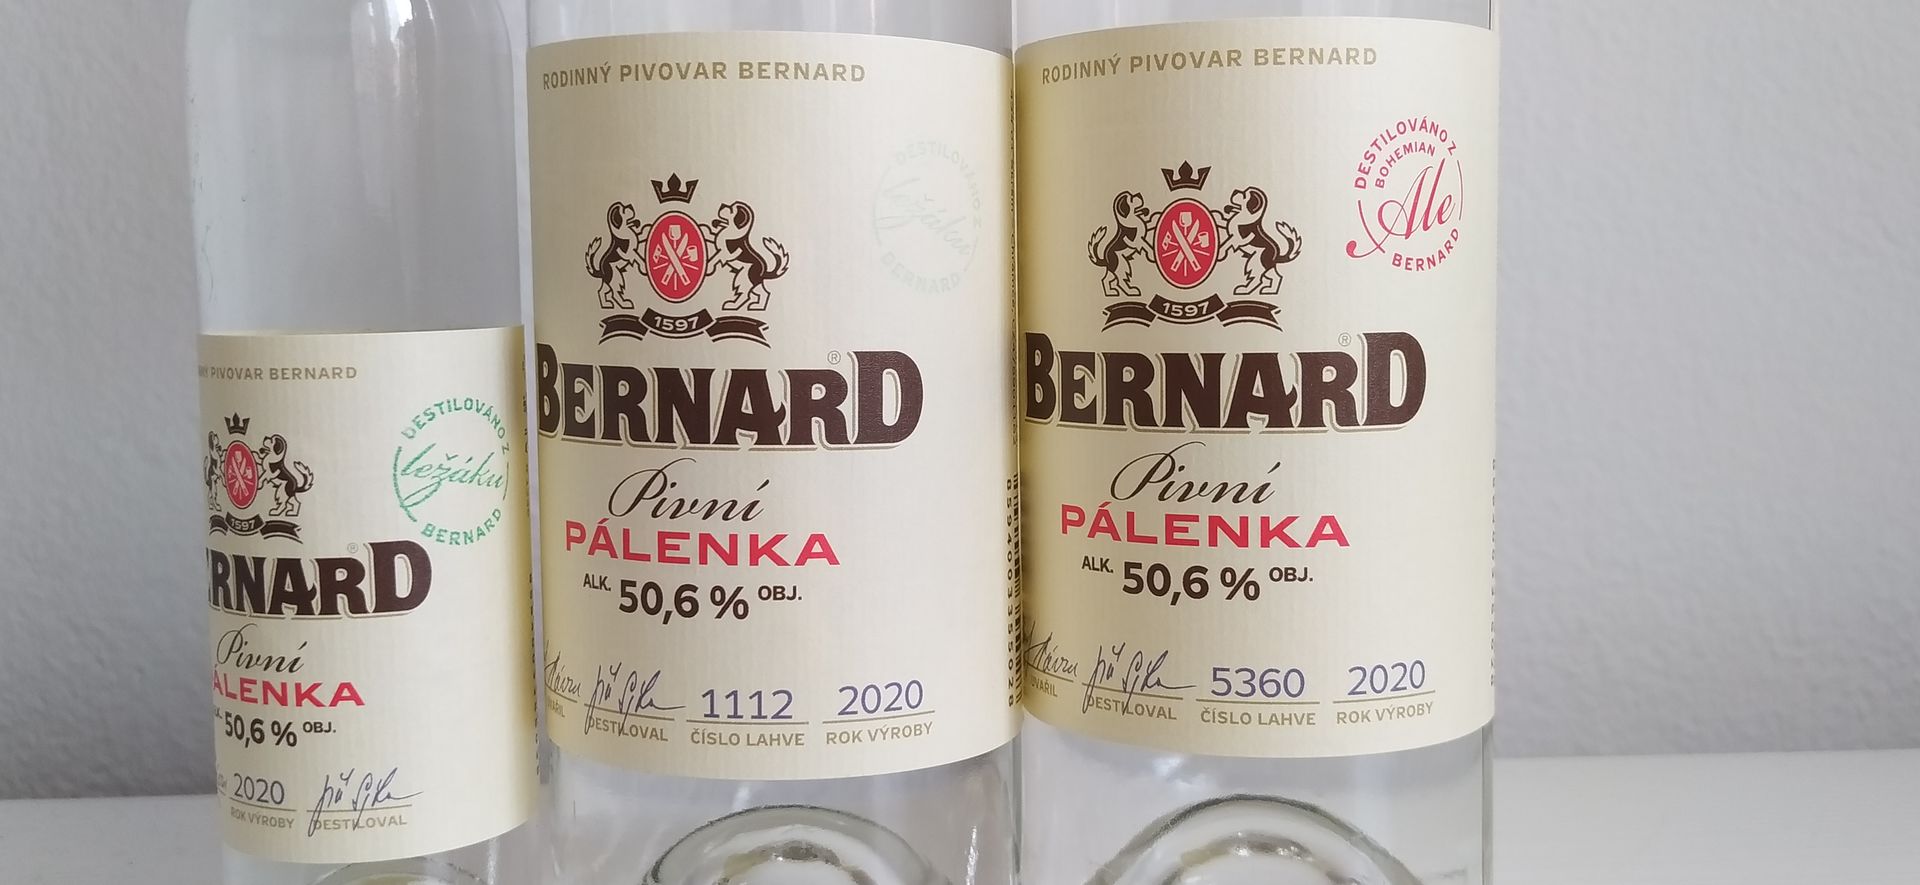 PIVOVAR BERNARD
DESTILOVÁNO Z
ležáku
BERNARD
1597
RNARD ®
Pivní
ÁLENKA
50,6 % OBJ.
2020
ROK VÝROBY
DESTILOVAL
RODINNÝ PIVOVAR BERNARD
DESTILOVÁNO Z
ležáku
BERNARD
1597
BERNARD ®
Pivní
PÁLENKA
ALK. 50,6 % OBJ.
1112
2020
DESTILOVAL
ČÍSLO LAHVE
ROK VÝROBY
RODINNÝ PIVOVAR BERNARD
DESTILOVÁNO Z
BOHEMIAN
Ale
BERNARD
1597
BERNARD ®
Pivní
PÁLENKA
ALK. 50,6 % OBJ.
5360
2020
DESTILOVAL
ČÍSLO LAHVE
ROK VÝROBY